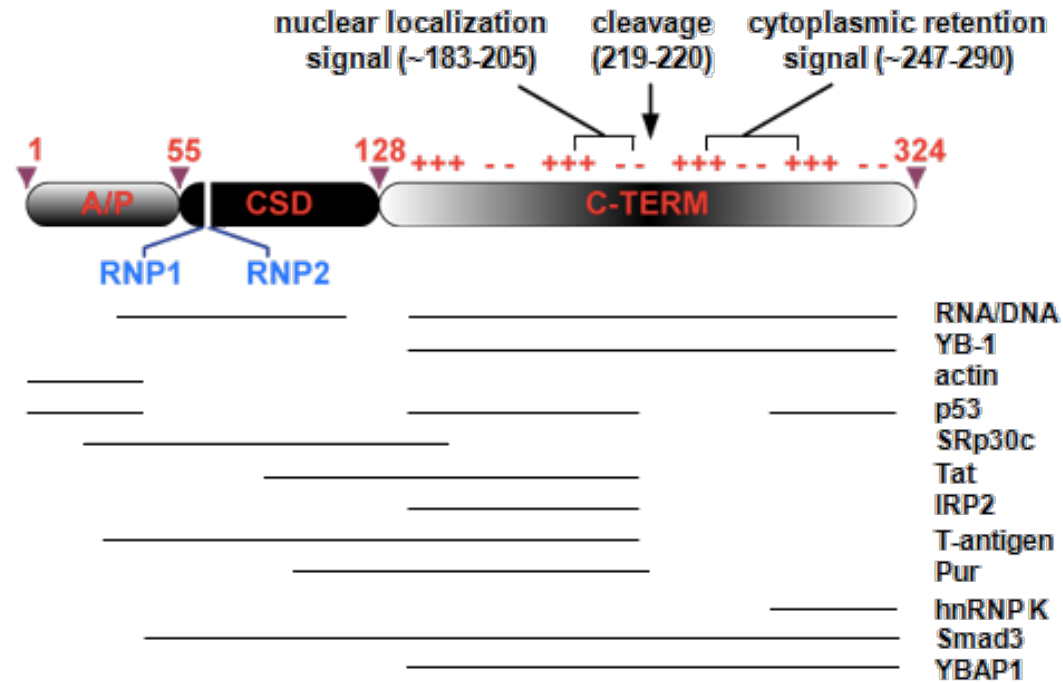 nuclear localization
signal (~183-205)
cleavage
(219-220)
cytoplasmic retention
signal (~247-290)
1
55
128
+++ - - +++ - - +++ - - +++ - -
324
A/P
CSD
C-TERM
RNP1
RNP2
RNA/DNA
YB-1
actin
p53
SRp30c
Tat
IRP2
T-antigen
Pur
hnRNP K
Smad3
YBAP1